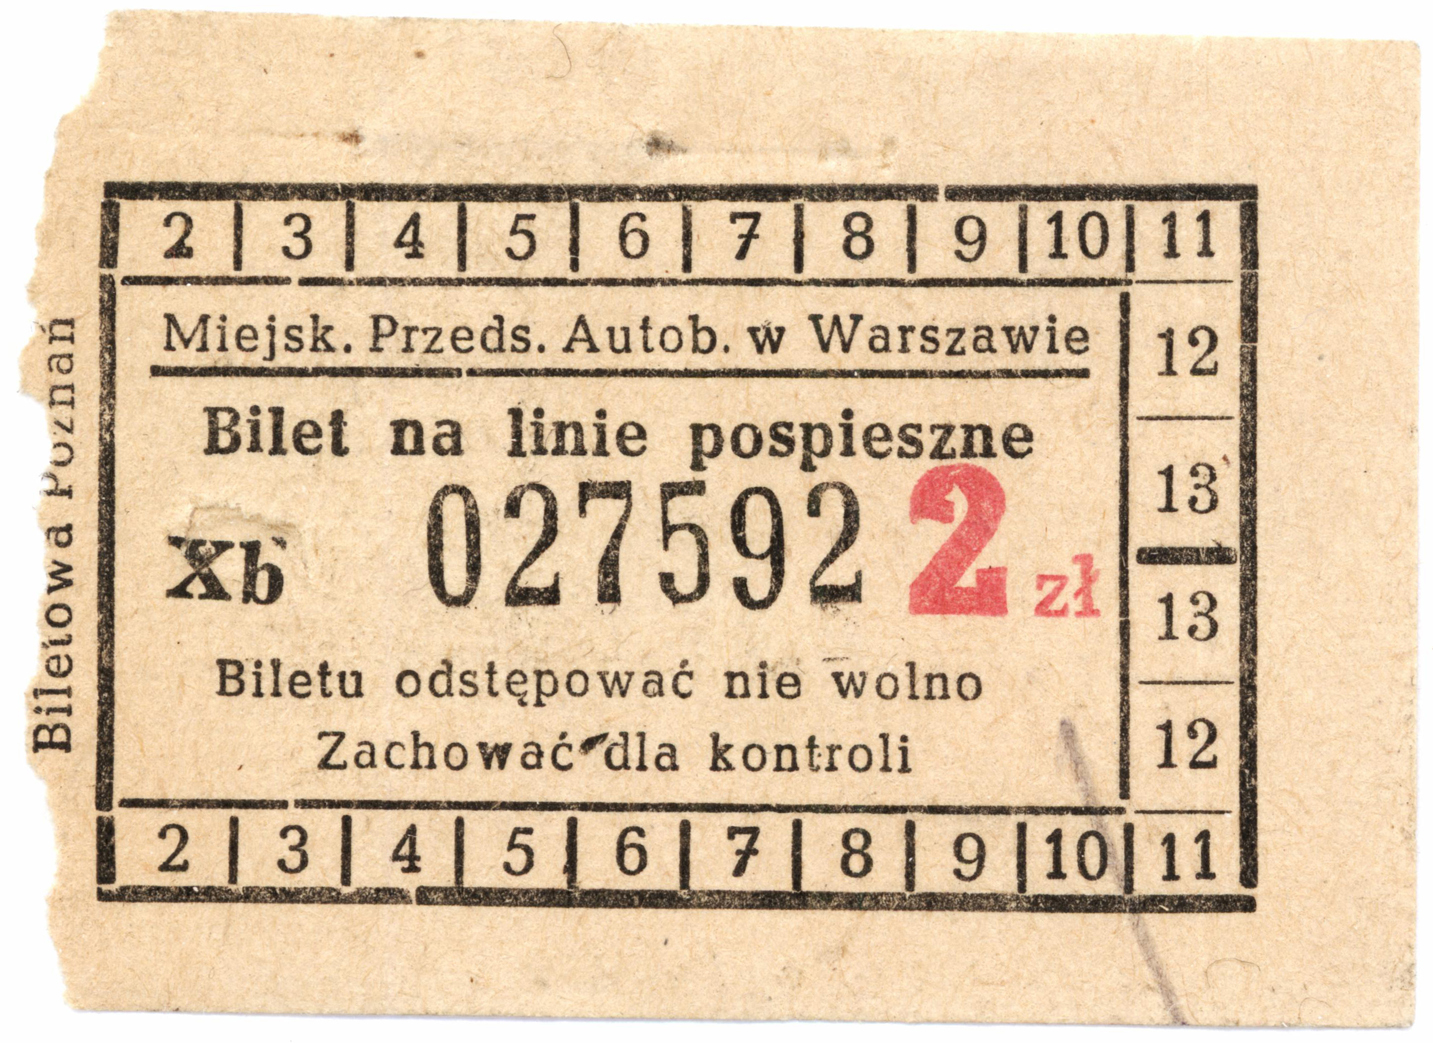 2 3 4 5 6 7 8 9 10 11
Miejsk. Przeds. Autob. w Warszawie
12
Bilet na linie pospieszne
13
Xb 027592 2 zł
13
Biletu odstępować nie wolno
12
Zachować dla kontroli
2 3 4 5 6 7 8 9 10 11
Biletowa Poznań